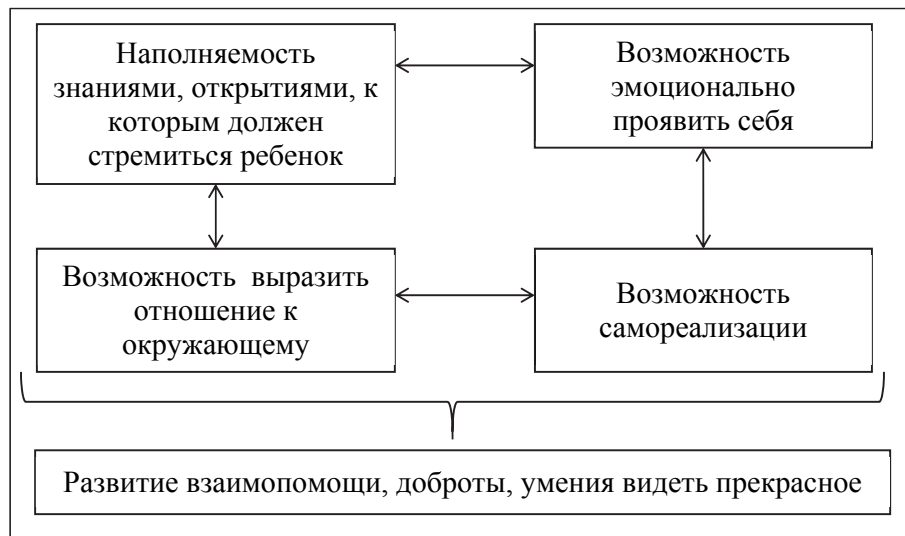 Наполняемость
знаниями, открытиями, к
которым должен
стремиться ребенок
Возможность
эмоционально
проявить себя
Возможность выразить
отношение к
окружающему
Возможность
самореализации
Развитие взаимопомощи, доброты, умения видеть прекрасное